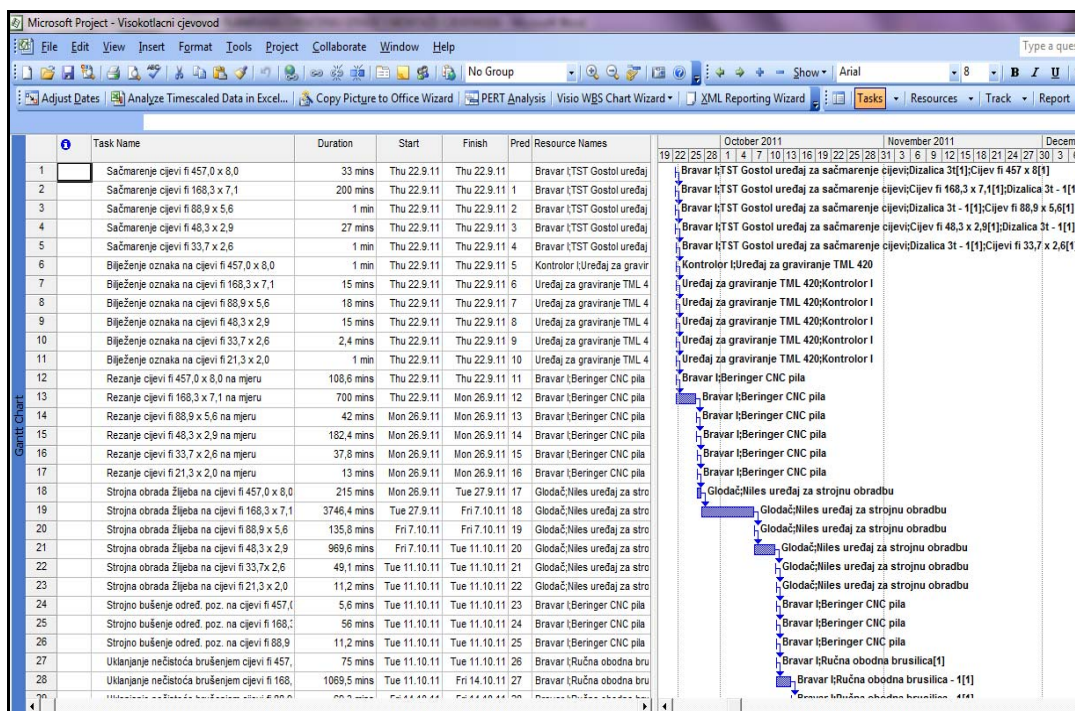 Microsoft Project - Visokotlacni cjevovod
File Edit View Insert Format Tools Project Collaborate Window Help Type a ques
No Group Show Arial 8 B I U
Adjust Dates Analyze Timescaled Data in Excel... Copy Picture to Office Wizard PERT Analysis Visio WBS Chart Wizard XML Reporting Wizard Tasks Resources Track Report
Task Name Duration Start Finish Pred Resource Names October 2011 November 2011 Decem
19 22 25 28 1 4 7 10 13 16 19 22 25 28 31 3 6 9 12 15 18 21 24 27 30 3 6
1 Sačmarenje cijevi fi 457,0 x 8,0 33 mins Thu 22.9.11 Thu 22.9.11 Bravar I;TST Gostol uređaj Bravar I;TST Gostol uređaj za sačmarenje cijevi;Dizalica 3t[1];Cijev fi 457 x 8[1]
2 Sačmarenje cijevi fi 168,3 x 7,1 200 mins Thu 22.9.11 Thu 22.9.11 1 Bravar I;TST Gostol uređaj Bravar I;TST Gostol uređaj za sačmarenje cijevi;Cijev fi 168,3 x 7,1[1];Dizalica 3t - 1[1]
3 Sačmarenje cijevi fi 88,9 x 5,6 1 min Thu 22.9.11 Thu 22.9.11 2 Bravar I;TST Gostol uređaj Bravar I;TST Gostol uređaj za sačmarenje cijevi;Dizalica 3t - 1[1];Cijev fi 88,9 x 5,6[1]
4 Sačmarenje cijevi fi 48,3 x 2,9 27 mins Thu 22.9.11 Thu 22.9.11 3 Bravar I;TST Gostol uređaj Bravar I;TST Gostol uređaj za sačmarenje cijevi;Cijev fi 48,3 x 2,9[1];Dizalica 3t - 1[1]
5 Sačmarenje cijevi fi 33,7 x 2,6 1 min Thu 22.9.11 Thu 22.9.11 4 Bravar I;TST Gostol uređaj Bravar I;TST Gostol uređaj za sačmarenje cijevi;Dizalica 3t - 1[1];Cijevi fi 33,7 x 2,6[1]
6 Bilježenje oznaka na cijevi fi 457,0 x 8,0 1 min Thu 22.9.11 Thu 22.9.11 5 Kontrolor I;Uređaj za gravir Kontrolor I;Uređaj za graviranje TML 420
7 Bilježenje oznaka na cijevi fi 168,3 x 7,1 15 mins Thu 22.9.11 Thu 22.9.11 6 Uređaj za graviranje TML 4 Uređaj za graviranje TML 420;Kontrolor I
8 Bilježenje oznaka na cijevi fi 88,9 x 5,6 18 mins Thu 22.9.11 Thu 22.9.11 7 Uređaj za graviranje TML 4 Uređaj za graviranje TML 420;Kontrolor I
9 Bilježenje oznaka na cijevi fi 48,3 x 2,9 15 mins Thu 22.9.11 Thu 22.9.11 8 Uređaj za graviranje TML 4 Uređaj za graviranje TML 420;Kontrolor I
10 Bilježenje oznaka na cijevi fi 33,7 x 2,6 2,4 mins Thu 22.9.11 Thu 22.9.11 9 Uređaj za graviranje TML 4 Uređaj za graviranje TML 420;Kontrolor I
11 Bilježenje oznaka na cijevi fi 21,3 x 2,0 1 min Thu 22.9.11 Thu 22.9.11 10 Uređaj za graviranje TML 4 Uređaj za graviranje TML 420;Kontrolor I
12 Rezanje cijevi fi 457,0 x 8,0 na mjeru 108,6 mins Thu 22.9.11 Thu 22.9.11 11 Bravar I;Beringer CNC pila Bravar I;Beringer CNC pila
13 Rezanje cijevi fi 168,3 x 7,1 na mjeru 700 mins Thu 22.9.11 Mon 26.9.11 12 Bravar I;Beringer CNC pila Bravar I;Beringer CNC pila
14 Rezanje cijevi fi 88,9 x 5,6 na mjeru 42 mins Mon 26.9.11 Mon 26.9.11 13 Bravar I;Beringer CNC pila Bravar I;Beringer CNC pila
15 Rezanje cijevi fi 48,3 x 2,9 na mjeru 182,4 mins Mon 26.9.11 Mon 26.9.11 14 Bravar I;Beringer CNC pila Bravar I;Beringer CNC pila
16 Rezanje cijevi fi 33,7 x 2,6 na mjeru 37,8 mins Mon 26.9.11 Mon 26.9.11 15 Bravar I;Beringer CNC pila Bravar I;Beringer CNC pila
17 Rezanje cijevi fi 21,3 x 2,0 na mjeru 13 mins Mon 26.9.11 Mon 26.9.11 16 Bravar I;Beringer CNC pila Bravar I;Beringer CNC pila
18 Strojna obrada žlijeba na cijevi fi 457,0 x 8,0 215 mins Mon 26.9.11 Tue 27.9.11 17 Glodač;Niles uređaj za stro Glodač;Niles uređaj za strojnu obradbu
19 Strojna obrada žlijeba na cijevi fi 168,3 x 7,1 3746,4 mins Tue 27.9.11 Fri 7.10.11 18 Glodač;Niles uređaj za stro Glodač;Niles uređaj za strojnu obradbu
20 Strojna obrada žlijeba na cijevi fi 88,9 x 5,6 135,8 mins Fri 7.10.11 Fri 7.10.11 19 Glodač;Niles uređaj za stro Glodač;Niles uređaj za strojnu obradbu
21 Strojna obrada žlijeba na cijevi fi 48,3 x 2,9 969,6 mins Fri 7.10.11 Tue 11.10.11 20 Glodač;Niles uređaj za stro Glodač;Niles uređaj za strojnu obradbu
22 Strojna obrada žlijeba na cijevi fi 33,7x 2,6 49,1 mins Tue 11.10.11 Tue 11.10.11 21 Glodač;Niles uređaj za stro Glodač;Niles uređaj za strojnu obradbu
23 Strojna obrada žlijeba na cijevi fi 21,3 x 2,0 11,2 mins Tue 11.10.11 Tue 11.10.11 22 Glodač;Niles uređaj za stro Glodač;Niles uređaj za strojnu obradbu
24 Strojno bušenje određ. poz. na cijevi fi 457,( 5,6 mins Tue 11.10.11 Tue 11.10.11 23 Bravar I;Beringer CNC pila Bravar I;Beringer CNC pila
25 Strojno bušenje određ. poz. na cijevi fi 168, 56 mins Tue 11.10.11 Tue 11.10.11 24 Bravar I;Beringer CNC pila Bravar I;Beringer CNC pila
26 Strojno bušenje određ. poz. na cijevi fi 88,9 11,2 mins Tue 11.10.11 Tue 11.10.11 25 Bravar I;Beringer CNC pila Bravar I;Beringer CNC pila
27 Uklanjanje nečistoća brušenjem cijevi fi 457, 75 mins Tue 11.10.11 Tue 11.10.11 26 Bravar I;Ručna obodna bru Bravar I;Ručna obodna brusilica[1]
28 Uklanjanje nečistoća brušenjem cijevi fi 168, 1069,5 mins Tue 11.10.11 Fri 14.10.11 27 Bravar I;Ručna obodna bru Bravar I;Ručna obodna brusilica - 1[1]
Gantt Chart